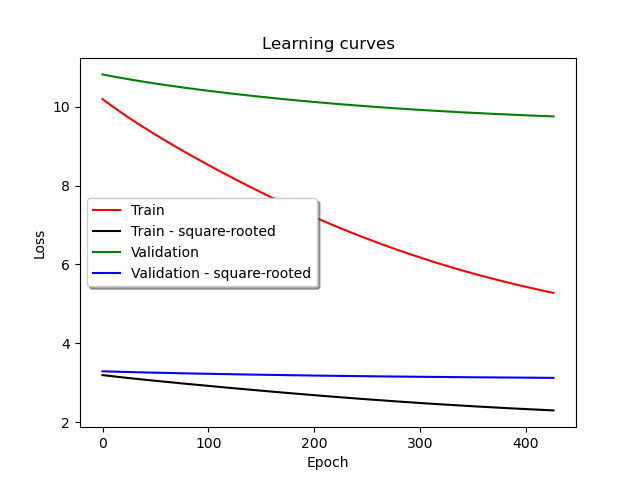 Learning curves
10
8
6
4
2
Loss
Train
Train - square-rooted
Validation
Validation - square-rooted
0 100 200 300 400
Epoch